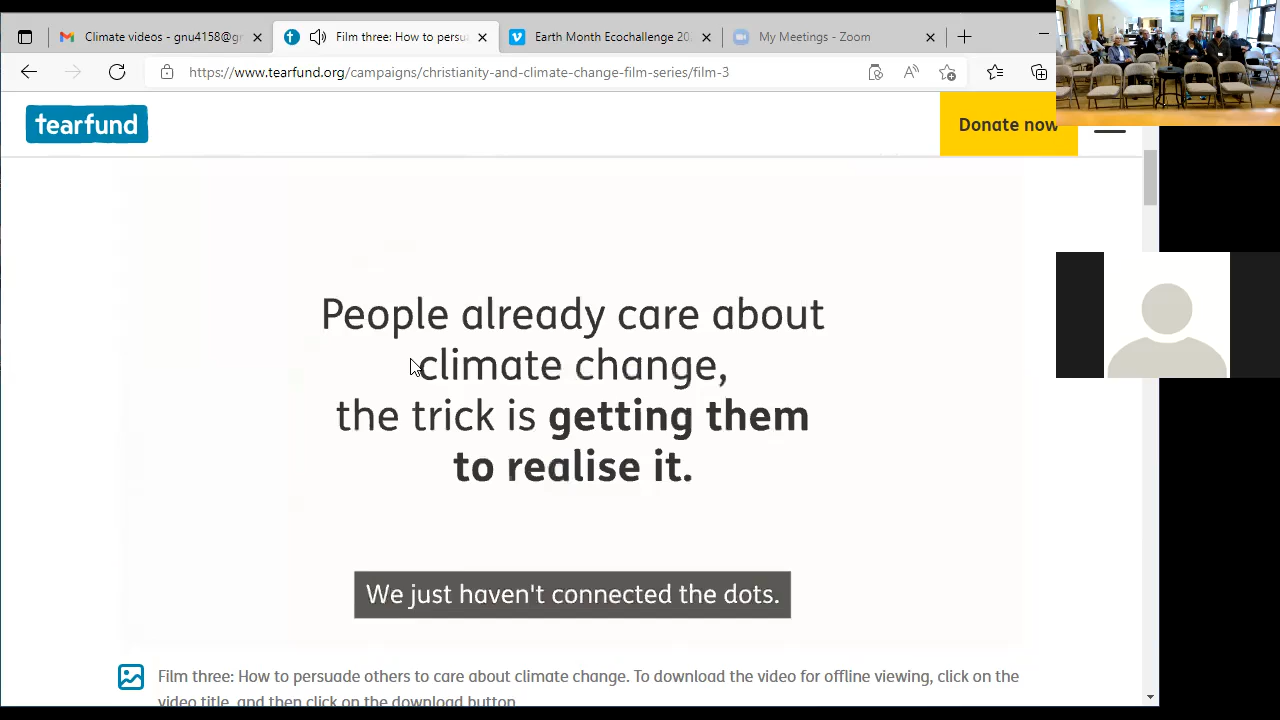 Climate videos - gnu4158@gr
Film three: How to persu
Earth Month Ecochallenge 20
My Meetings - Zoom
https://www.tearfund.org/campaigns/christianity-and-climate-change-film-series/film-3
tearfund
Donate now
People already care about
climate change,
the trick is getting them
to realise it.
We just haven't connected the dots.
Film three: How to persuade others to care about climate change. To download the video for offline viewing, click on the
video title, and then click on the download button.